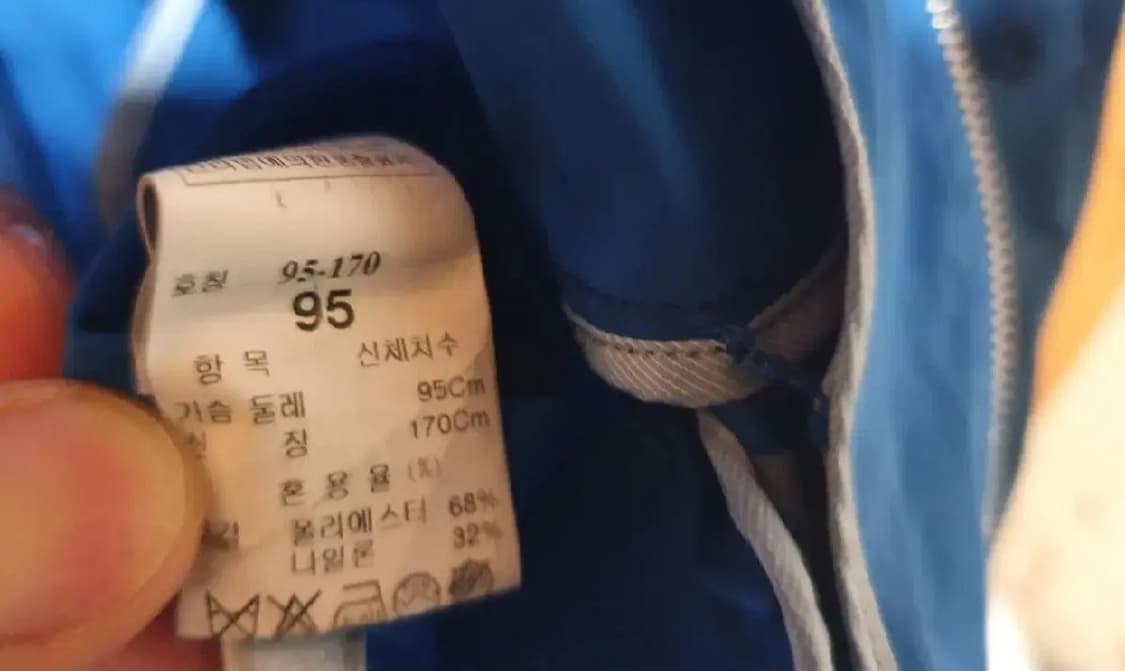 호칭 95-170
95
항 목 신체치수
가슴 둘레 95Cm
신 장 170Cm
혼 용 율 (%)
폴리에스터 68%
나일론 32%